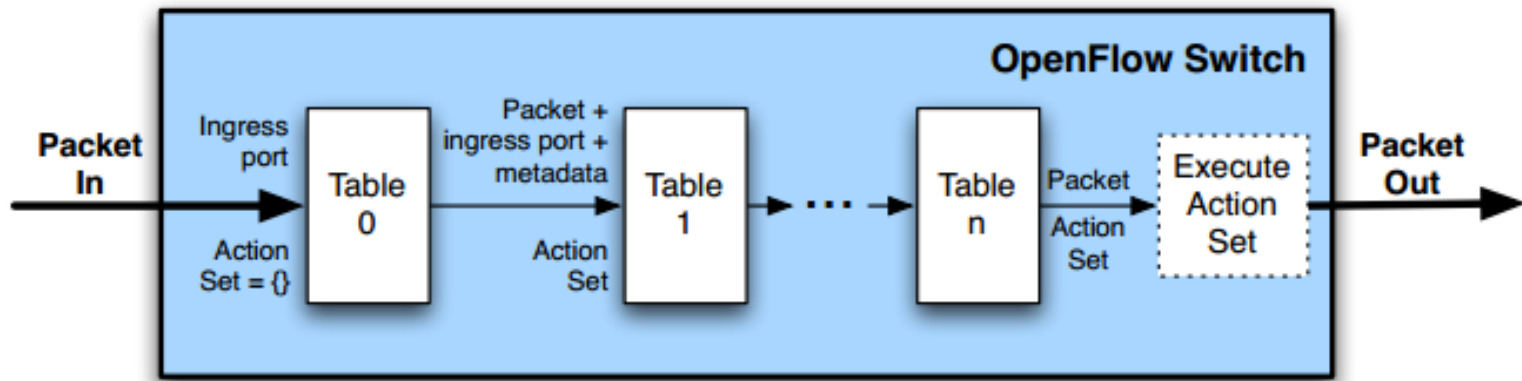 OpenFlow Switch
Packet
In
Ingress
port
Action
Set = {}
Table
0
Packet +
ingress port +
metadata
Action
Set
Table
1
...
Table
n
Packet
Action
Set
Execute
Action
Set
Packet
Out